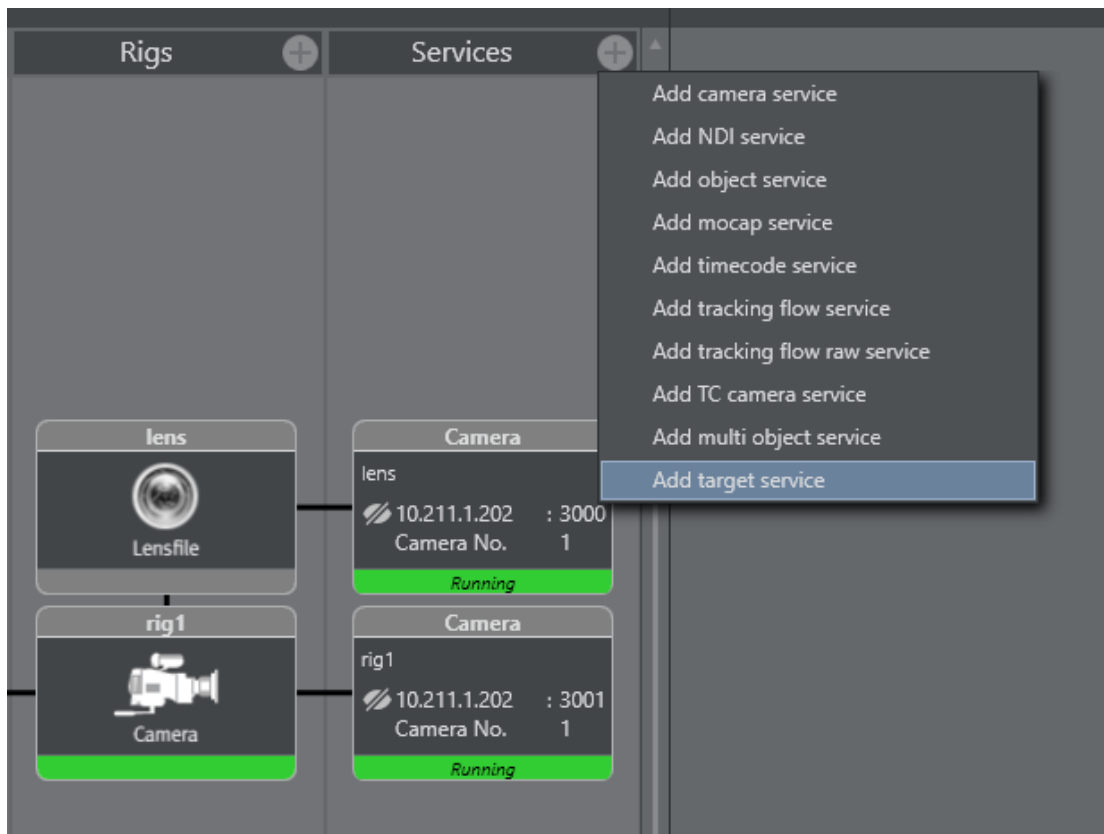 Rigs
Services
Add camera service
Add NDI service
Add object service
Add mocap service
Add timecode service
Add tracking flow service
Add tracking flow raw service
Add TC camera service
Add multi object service
Add target service
lens
Lensfile
Camera
lens
10.211.1.202 : 3000
Camera No. 1
Running
rig1
Camera
Camera
rig1
10.211.1.202 : 3001
Camera No. 1
Running